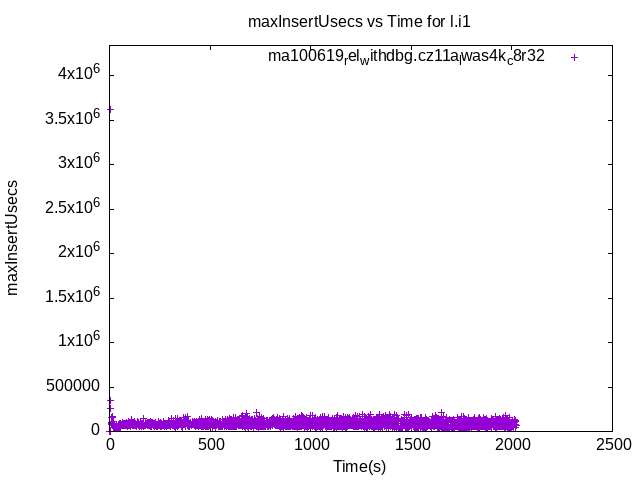 maxInsertUsecs vs Time for l.i1
ma100619_rel_withdbg.cz11a_lwas4k_c8r32
4x10^6
3.5x10^6
3x10^6
2.5x10^6
2x10^6
1.5x10^6
1x10^6
500000
0
maxInsertUsecs
0 500 1000 1500 2000 2500
Time(s)